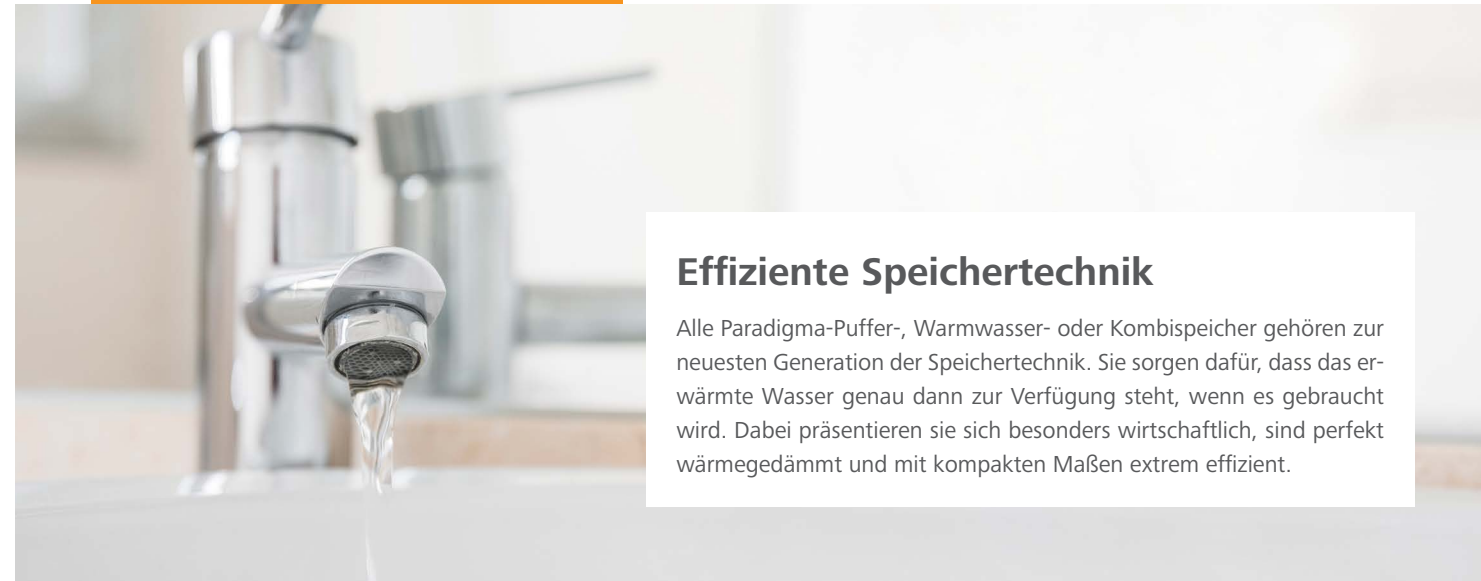 Effiziente Speichertechnik
Alle Paradigma-Puffer-, Warmwasser- oder Kombispeicher gehören zur
neuesten Generation der Speichertechnik. Sie sorgen dafür, dass das er-
wärmte Wasser genau dann zur Verfügung steht, wenn es gebraucht
wird. Dabei präsentieren sie sich besonders wirtschaftlich, sind perfekt
wärmegedämmt und mit kompakten Maßen extrem effizient.